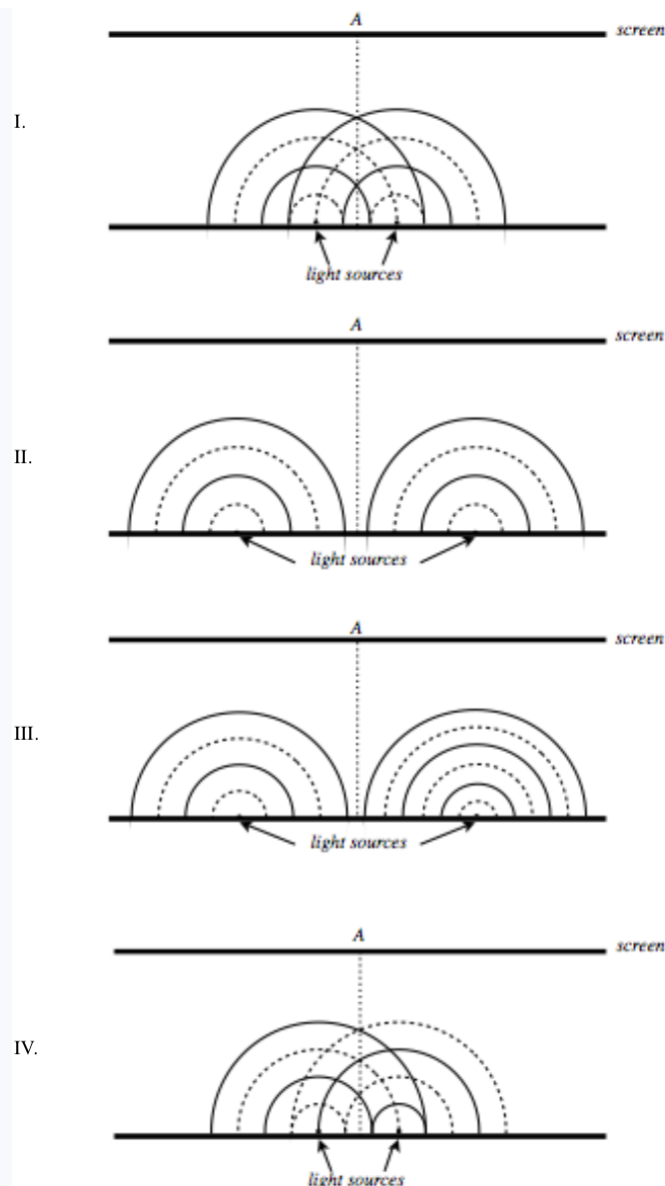 A
screen
I.
light sources
A
screen
II.
light sources
A
screen
III.
light sources
A
screen
IV.
light sources